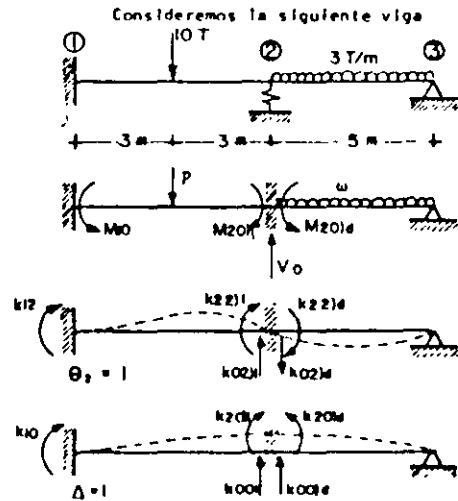 Consideremos la siguiente viga
① ② ③
10 T
3 T/m
3 m 3 m 5 m
P ω
M10 M20)i M20)d
V0
k12 k22)i k22)d
k02)i k02)d
θ2 = 1
k10 k20)i k20)d
k00)i k00)d
Δ=1